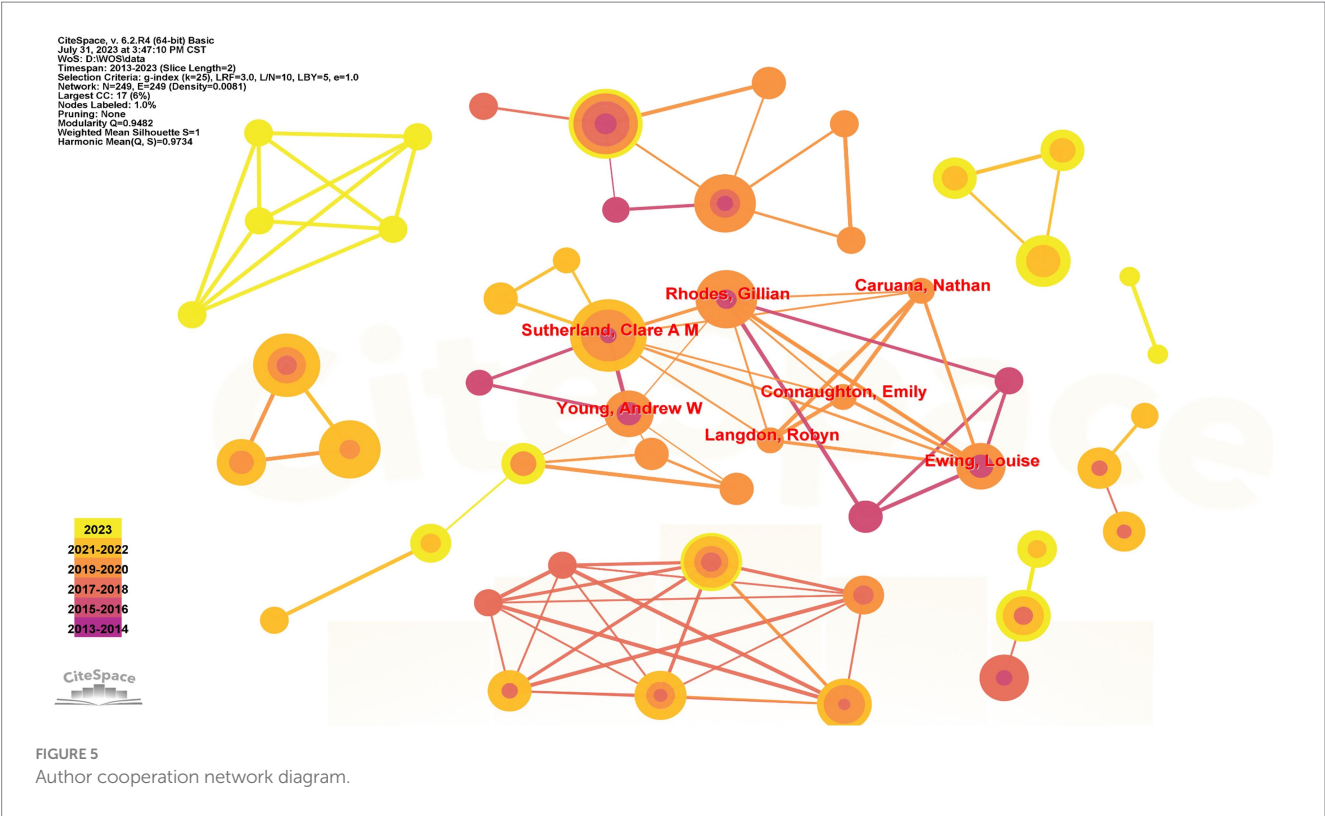 CiteSpace, v. 6.2.R4 (64-bit) Basic
July 31, 2023 at 3:47:10 PM CST
WoS: D:\WOS\data
Timespan: 2013-2023 (Slice Length=2)
Selection Criteria: g-index (k=25), LRF=3.0, L/N=10, LBY=5, e=1.0
Network: N=249, E=249 (Density=0.0081)
Largest CC: 17 (6%)
Nodes Labeled: 1.0%
Pruning: None
Modularity Q=0.9482
Weighted Mean Silhouette S=1
Harmonic Mean(Q, S)=0.9734
Caruana, Nathan
Rhodes, Gillian
Sutherland, Clare A M
Connaughton, Emily
Young, Andrew W
Langdon, Robyn
Ewing, Louise
CiteSpace
2023
2021-2022
2019-2020
2017-2018
2015-2016
2013-2014
CiteSpace
FIGURE 5
Author cooperation network diagram.